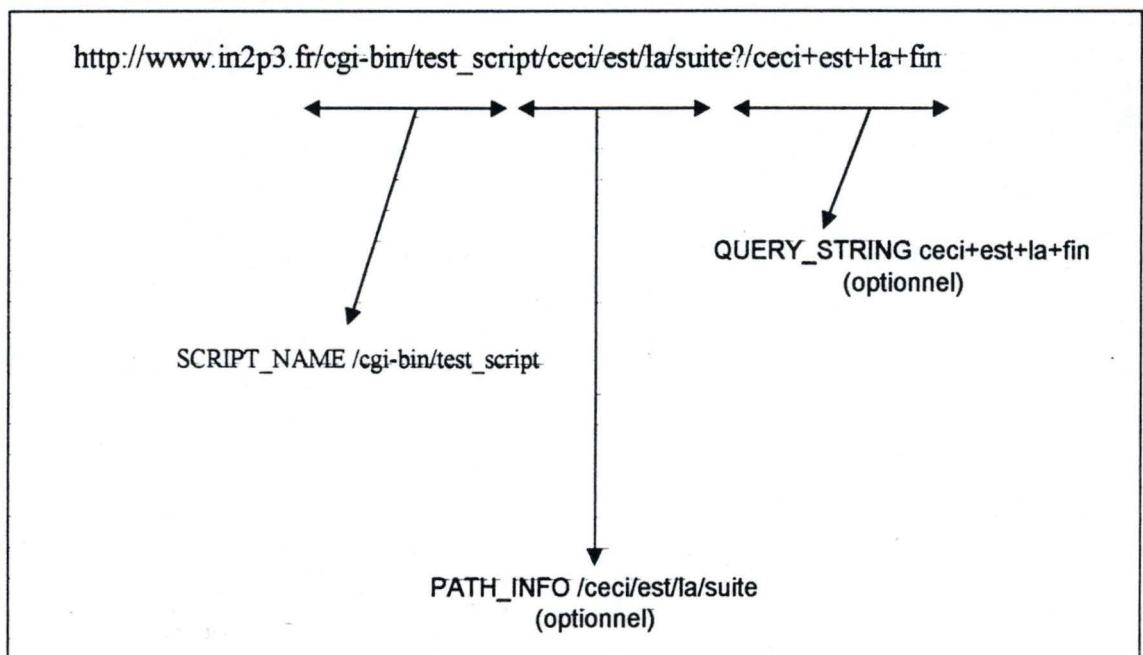 http://www.in2p3.fr/cgi-bin/test_script/ceci/est/la/suite?/ceci+est+la+fin
QUERY_STRING ceci+est+la+fin
(optionnel)
SCRIPT_NAME /cgi-bin/test_script
PATH_INFO /ceci/est/la/suite
(optionnel)